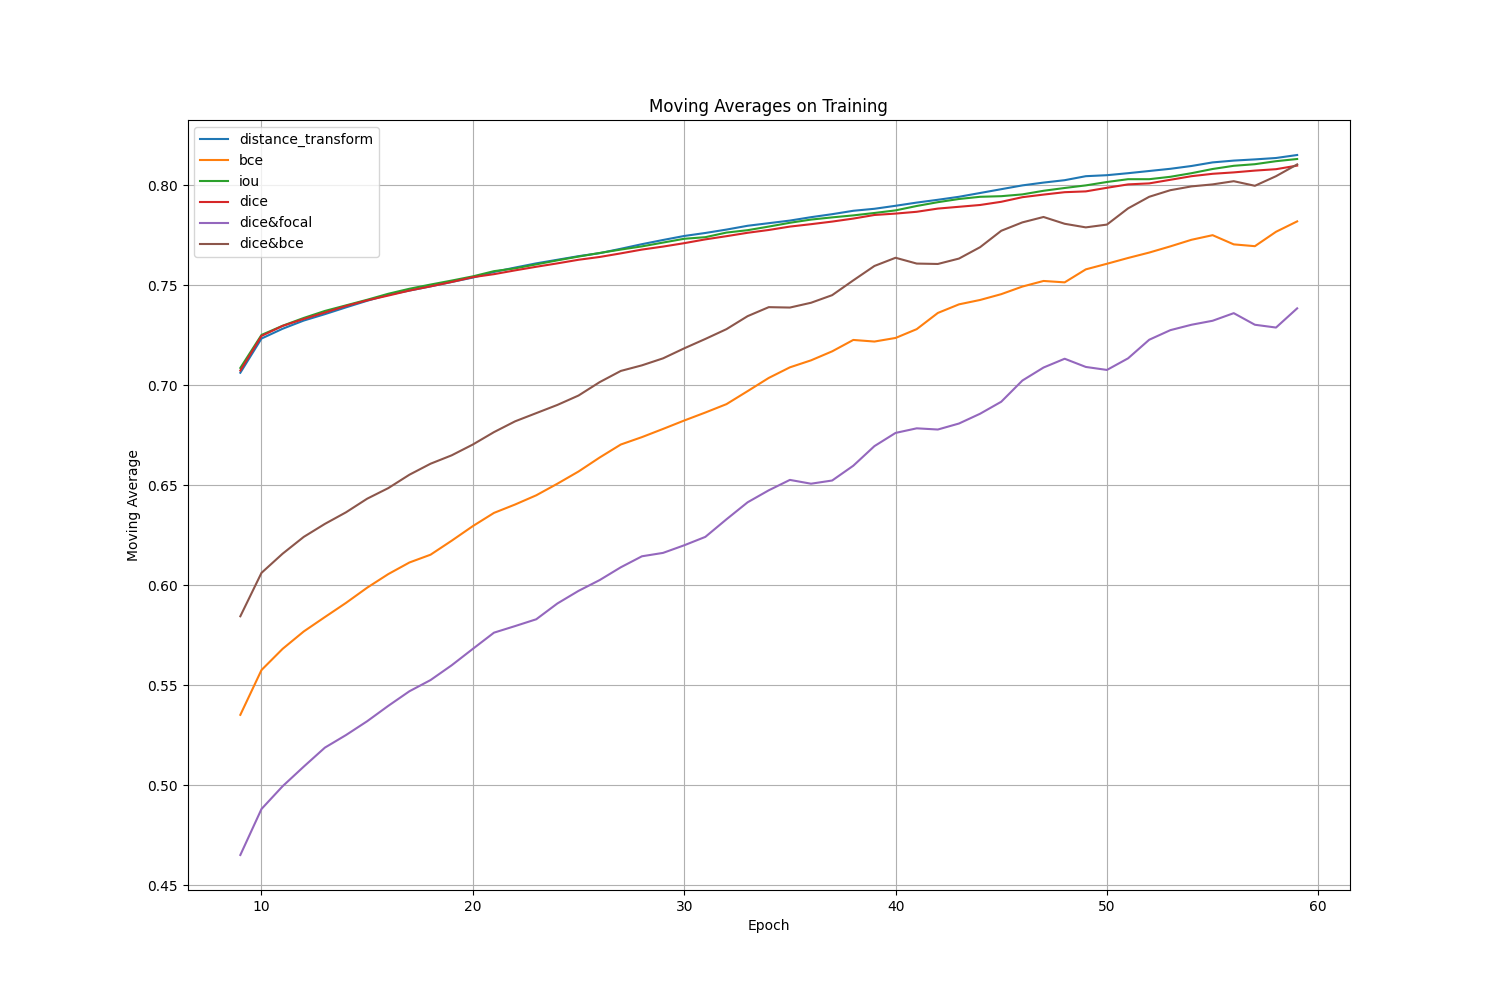 Moving Averages on Training
distance_transform
bce
iou
dice
dice&focal
dice&bce
0.80
0.75
0.70
0.65
0.60
0.55
0.50
0.45
Moving Average
10 20 30 40 50 60
Epoch